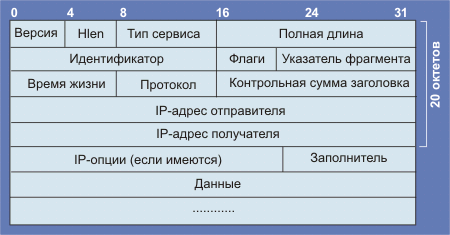 0 4 8 16 24 31
Версия Hlen Тип сервиса Полная длина
Идентификатор Флаги Указатель фрагмента
Время жизни Протокол Контрольная сумма заголовка
IP-адрес отправителя
IP-адрес получателя
IP-опции (если имеются) Заполнитель
Данные
............
20 октетов